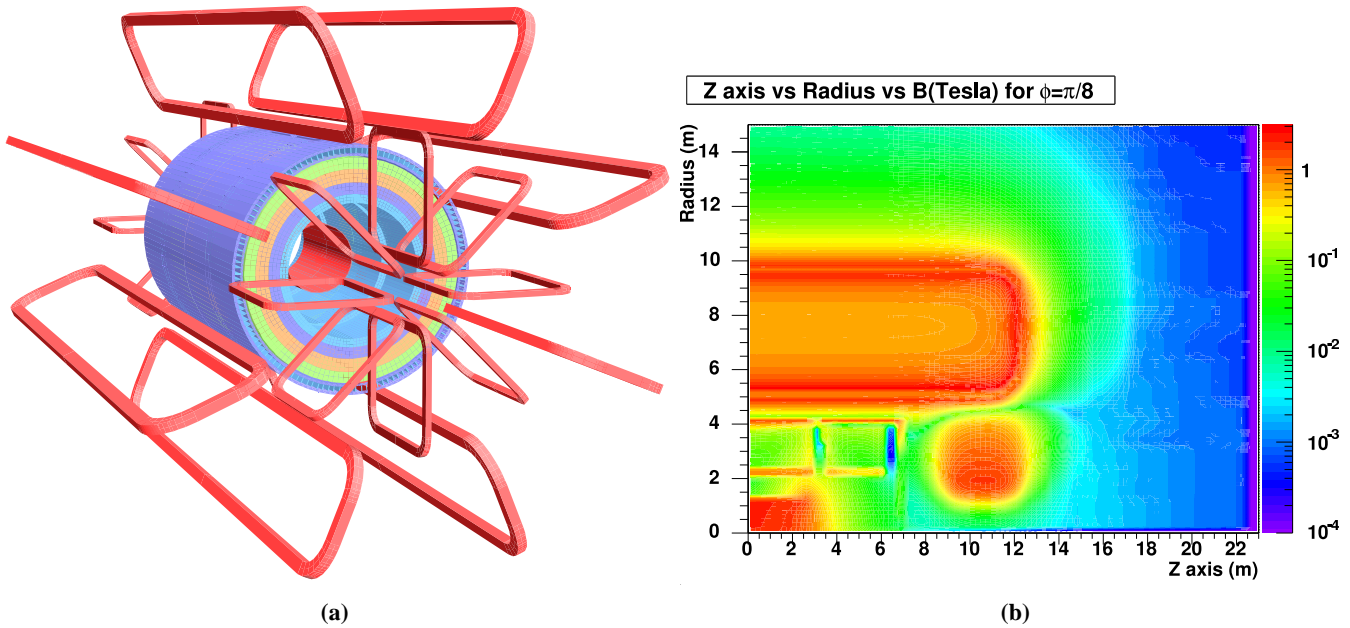 Z axis vs Radius vs B(Tesla) for ϕ=π/8
Radius (m)
14
12
10
8
6
4
2
0
0 2 4 6 8 10 12 14 16 18 20 22
Z axis (m)
1
10⁻¹
10⁻²
10⁻³
10⁻⁴
(a)
(b)